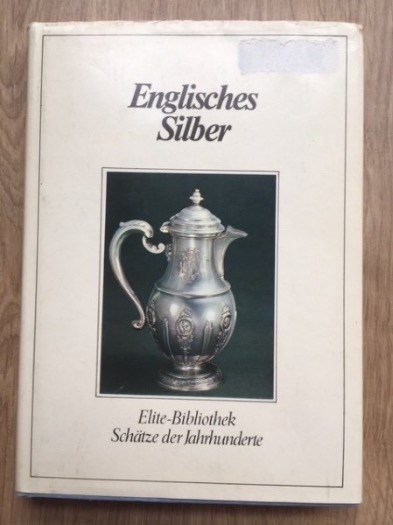 Englisches
Silber
Elite-Bibliothek
Schätze der Jahrhunderte